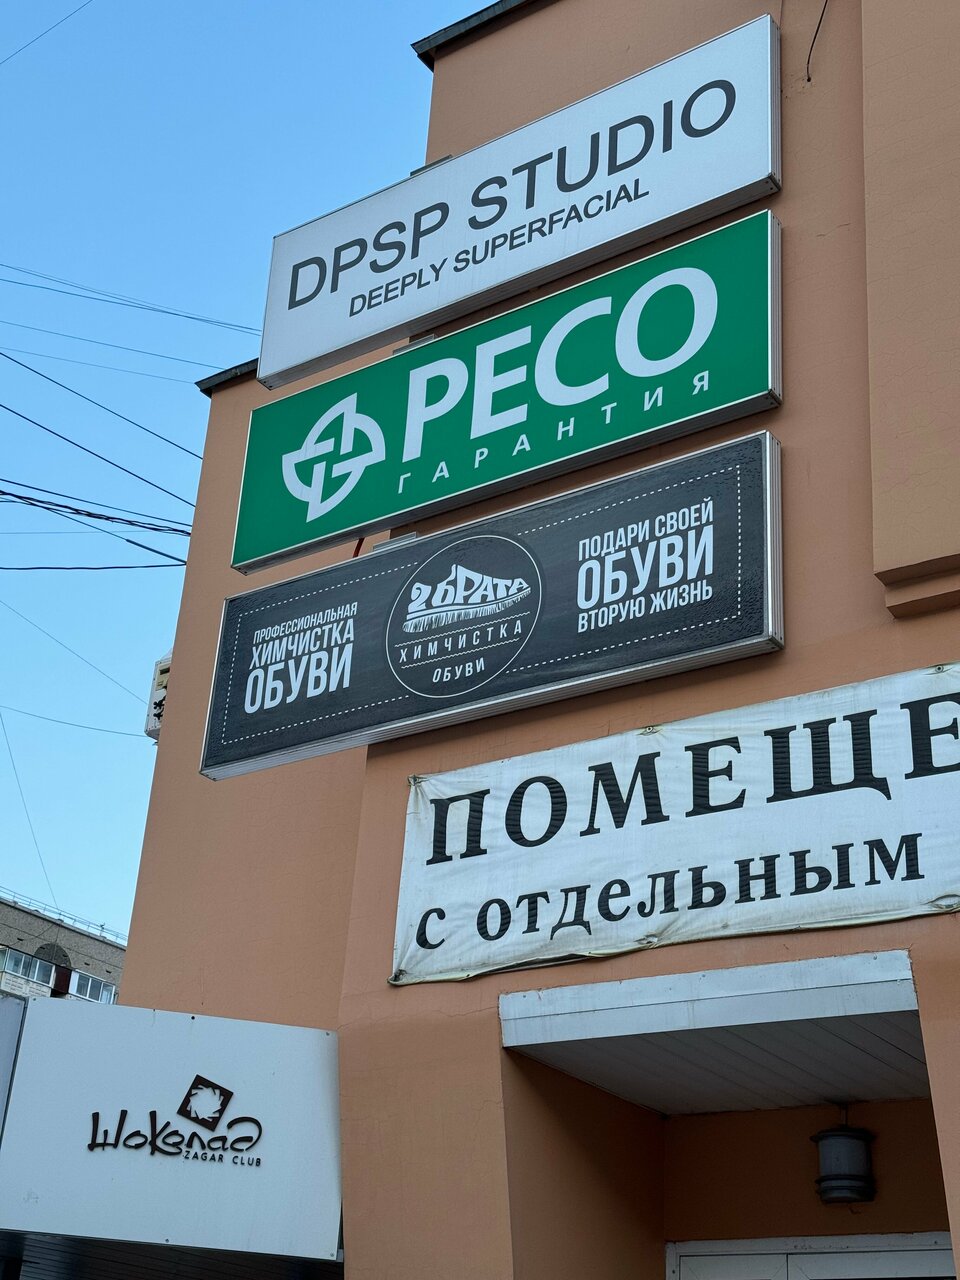 DPSP STUDIO
DEEPLY SUPERFACIAL
РЕСО
ГАРАНТИЯ
ПРОФЕССИОНАЛЬНАЯ
ХИМЧИСТКА
ОБУВИ
2 БРАТА
ХИМЧИСТКА
ОБУВИ
ПОДАРИ СВОЕЙ
ОБУВИ
ВТОРУЮ ЖИЗНЬ
ПОМЕЩЕ
с отдельным
Шоколад
ZAGAR CLUB